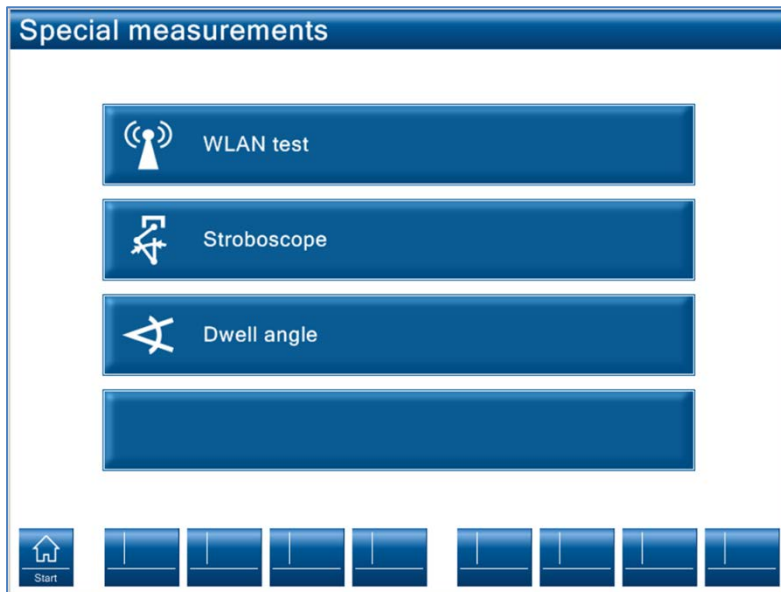 Special measurements
WLAN test
Stroboscope
Dwell angle
Start